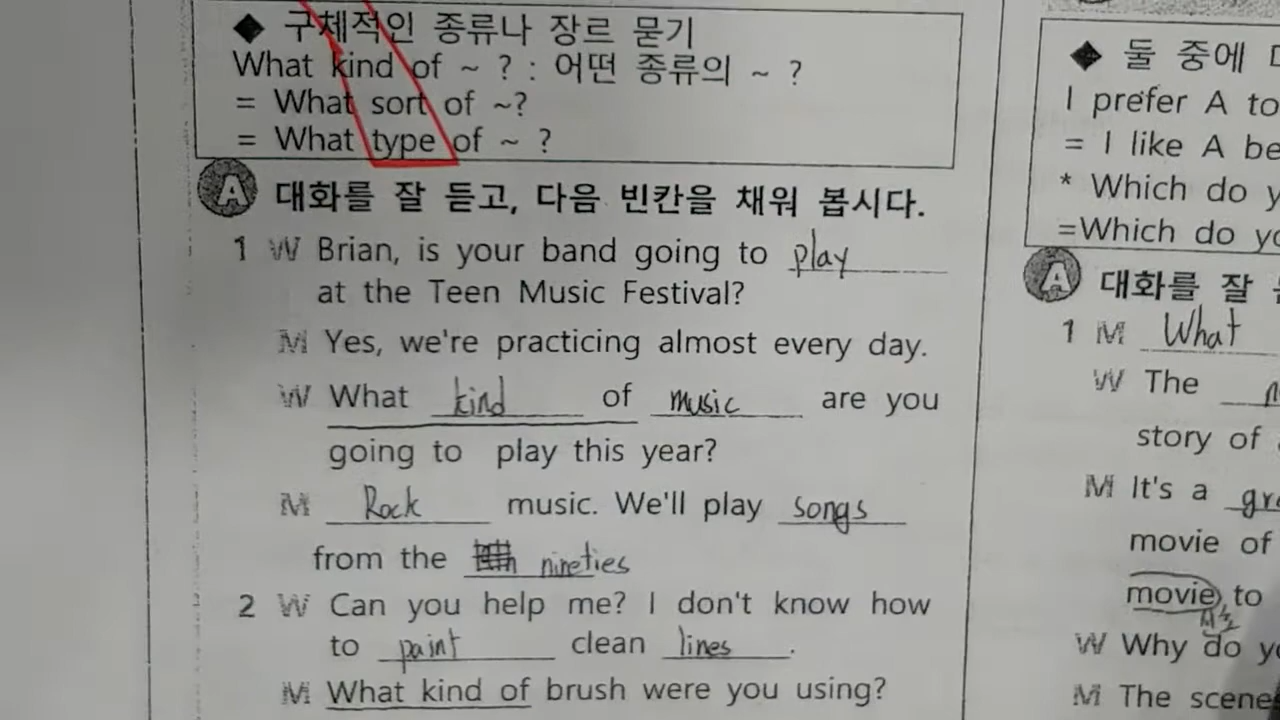 ◆ 구체적인 종류나 장르 묻기
What kind of ~ ? : 어떤 종류의 ~ ?
= What sort of ~?
= What type of ~ ?
A 대화를 잘 듣고, 다음 빈칸을 채워 봅시다.
1 W Brian, is your band going to play
at the Teen Music Festival?
M Yes, we're practicing almost every day.
W What kind of music are you
going to play this year?
M Rock music. We'll play songs
from the nineties
2 W Can you help me? I don't know how
to paint clean lines.
M What kind of brush were you using?
◆ 둘 중에
I prefer A to
= I like A be
* Which do y
=Which do yo
A 대화를 잘
1 M What
W The
story of
M It's a gre
movie of
movie to
W Why do yo
M The scene